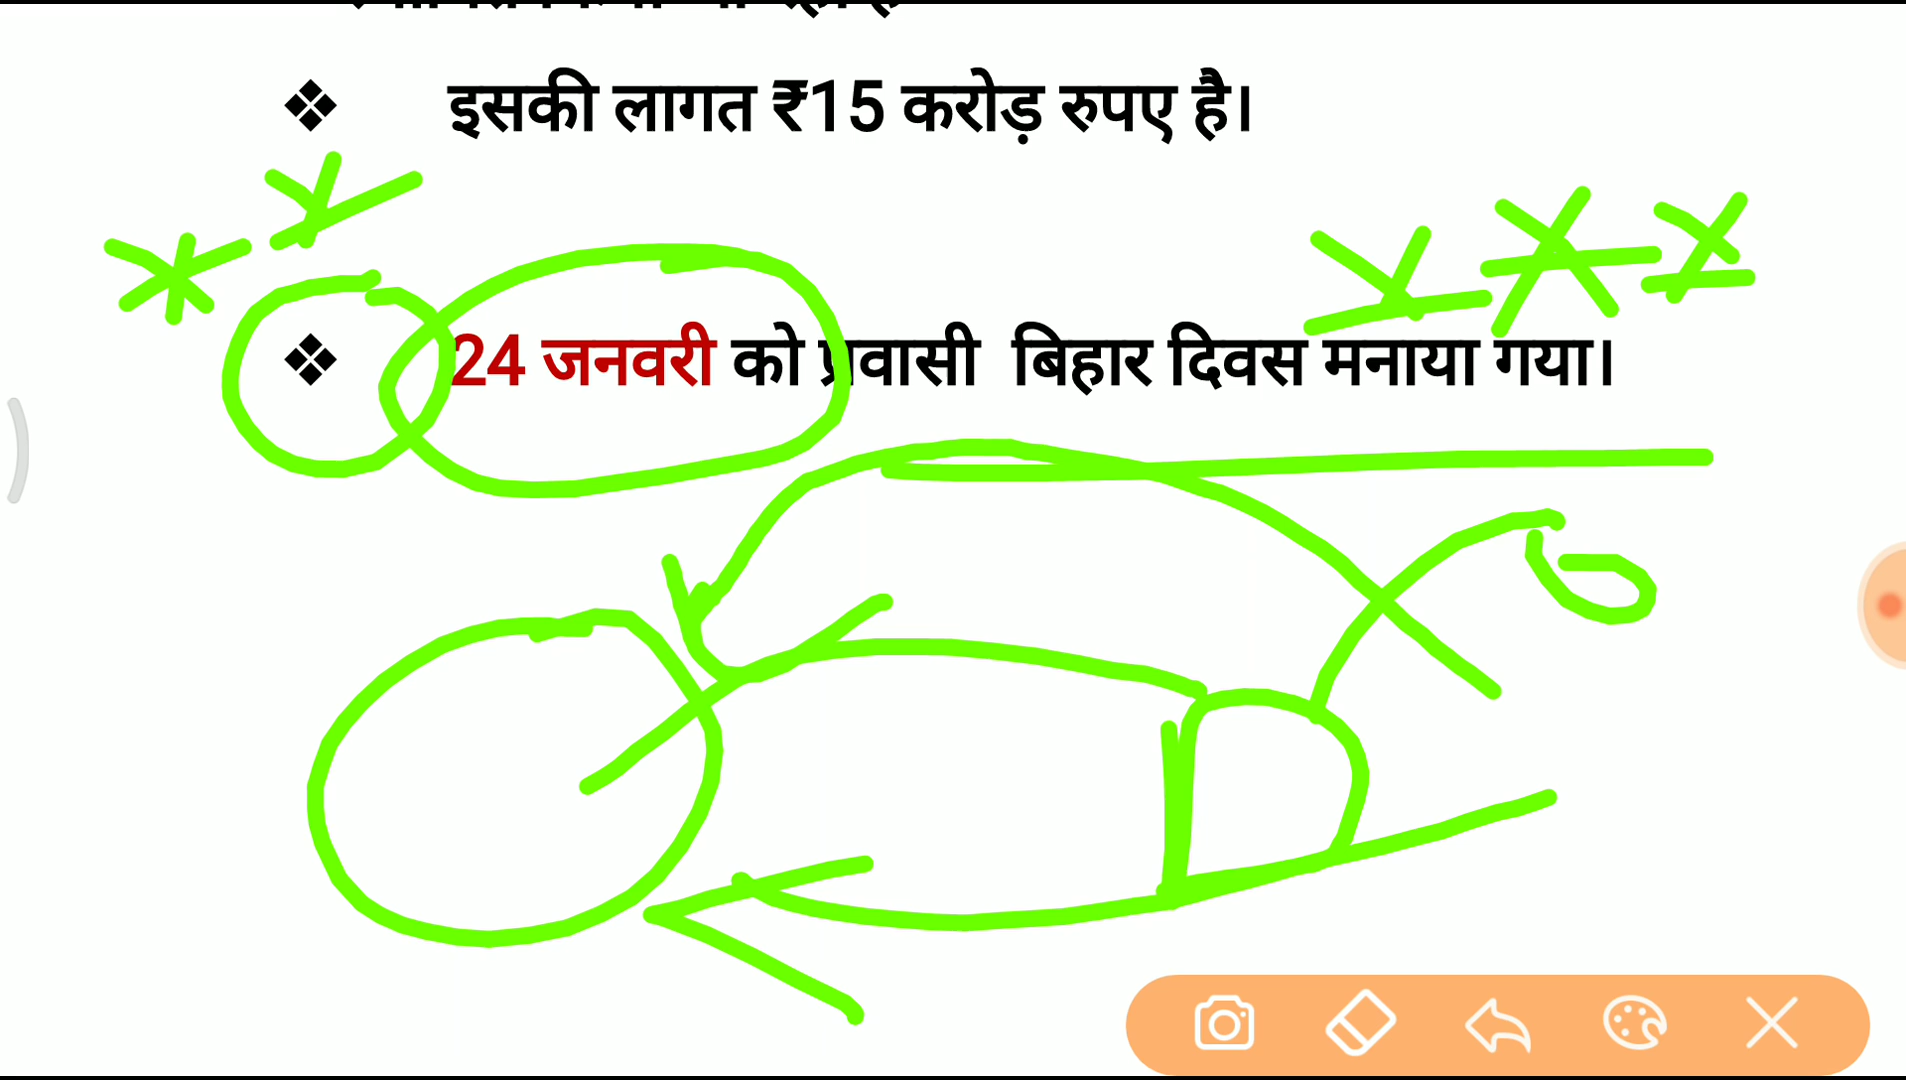 ❖ इसकी लागत ₹15 करोड़ रुपए है।
❖ 24 जनवरी को प्रवासी बिहार दिवस मनाया गया।